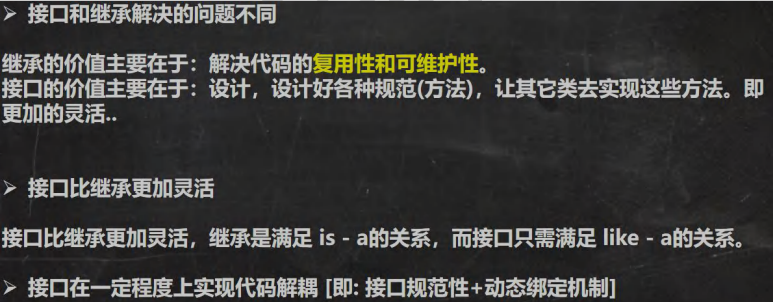 ➢ 接口和继承解决的问题不同
继承的价值主要在于：解决代码的复用性和可维护性。
接口的价值主要在于：设计，设计好各种规范(方法)，让其它类去实现这些方法。即
更加的灵活..
➢ 接口比继承更加灵活
接口比继承更加灵活，继承是满足 is - a的关系，而接口只需满足 like - a的关系。
➢ 接口在一定程度上实现代码解耦 [即: 接口规范性+动态绑定机制]